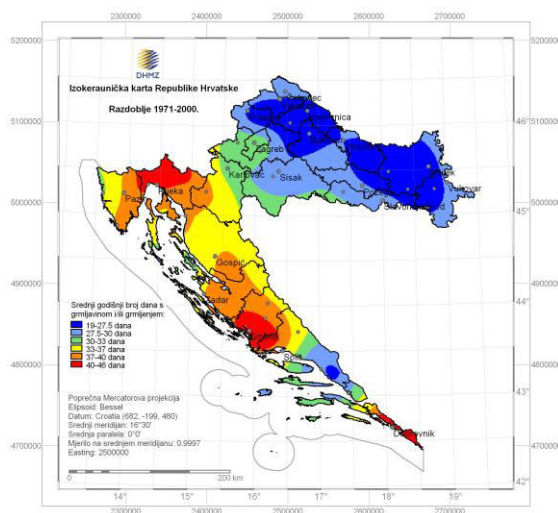 2300000 2400000 2500000 2600000 2700000
5200000 5200000
DHMZ
Izokeraunička karta Republike Hrvatske
Razdoblje 1971-2000.
5100000 5100000
46°
Zagreb
Karlovac
Sisak
Rijeka
Vukovar
5000000 5000000
45°
4900000 4900000
Gospić
44°
Zadar
Srednji godišnji broj dana s
grmljavinom i/ili grmljenjem:
19-27.5 dana
27.5-30 dana
30-33 dana
33-37 dana
37-40 dana
40-46 dana
Split
4800000 4800000
43°
Poprečna Mercatorova projekcija
Elipsoid: Bessel
Datum: Croatia (682, -199, 480)
Srednji meridijan: 16°30'
Srednja paralela: 0°0'
Mjerilo na srednjem meridijanu: 0.9997
Easting: 2500000
Dubrovnik
4700000 4700000
0 200 km
42°
14° 15° 16° 17° 18° 19°
2300000 2400000 2500000 2600000 2700000